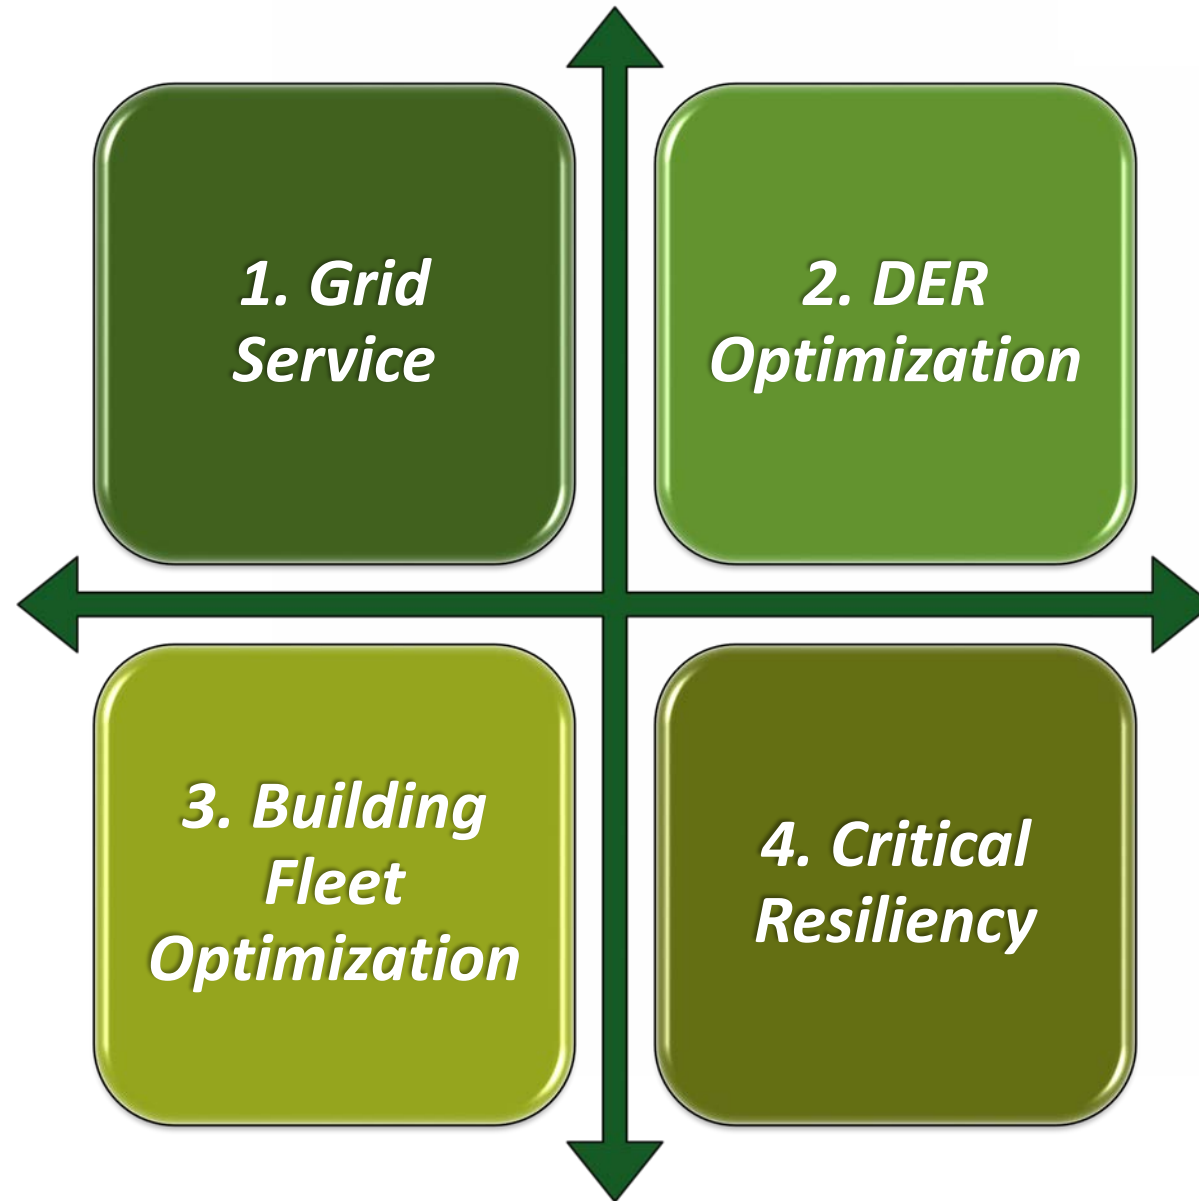 1. Grid
Service
2. DER
Optimization
3. Building
Fleet
Optimization
4. Critical
Resiliency